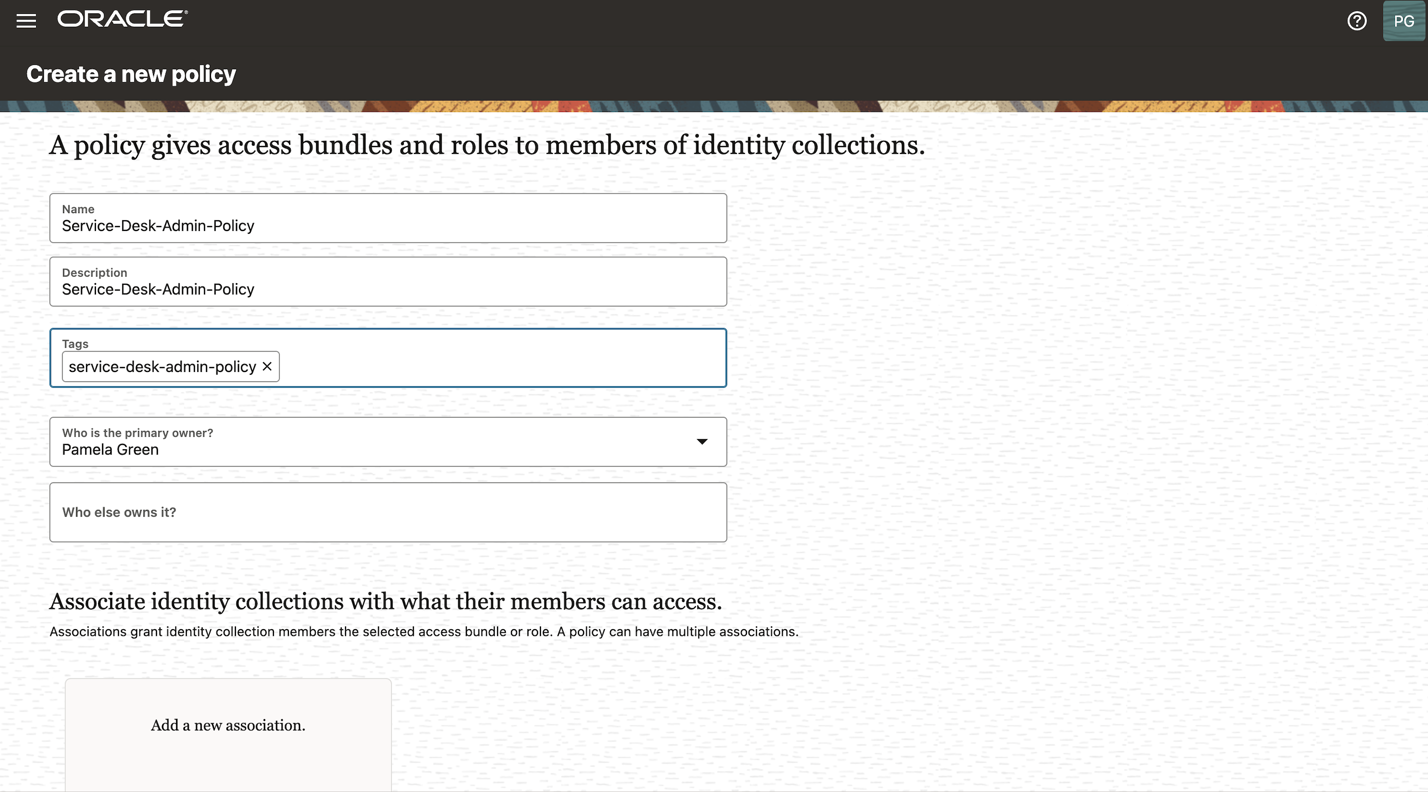 ORACLE
PG
Create a new policy
A policy gives access bundles and roles to members of identity collections.
Name
Service-Desk-Admin-Policy
Description
Service-Desk-Admin-Policy
Tags
service-desk-admin-policy ×
Who is the primary owner?
Pamela Green
Who else owns it?
Associate identity collections with what their members can access.
Associations grant identity collection members the selected access bundle or role. A policy can have multiple associations.
Add a new association.